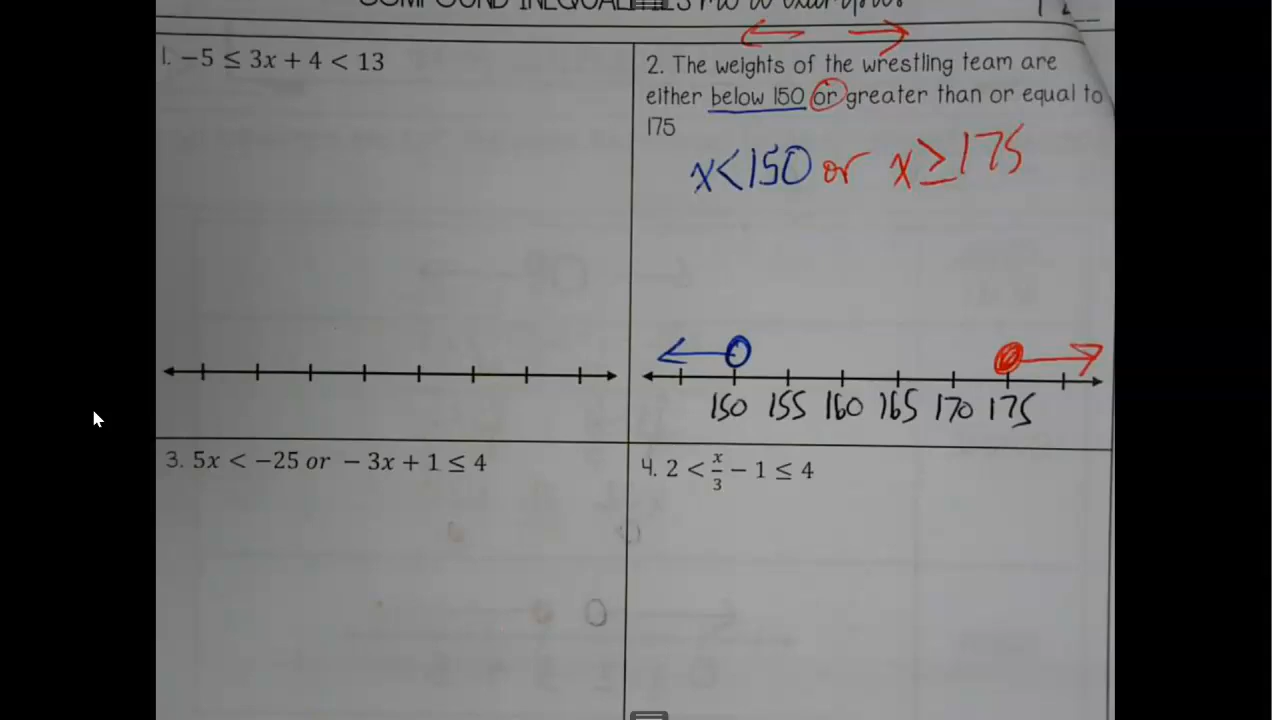 COMPOUND INEQUALITIES
1. −5 ≤ 3x + 4 < 13
2. The weights of the wrestling team are
either below 150 or greater than or equal to
175
x<150 or x≥175
150 155 160 165 170 175
3. 5x < −25 or − 3x + 1 ≤ 4
4. 2 < x/3 − 1 ≤ 4